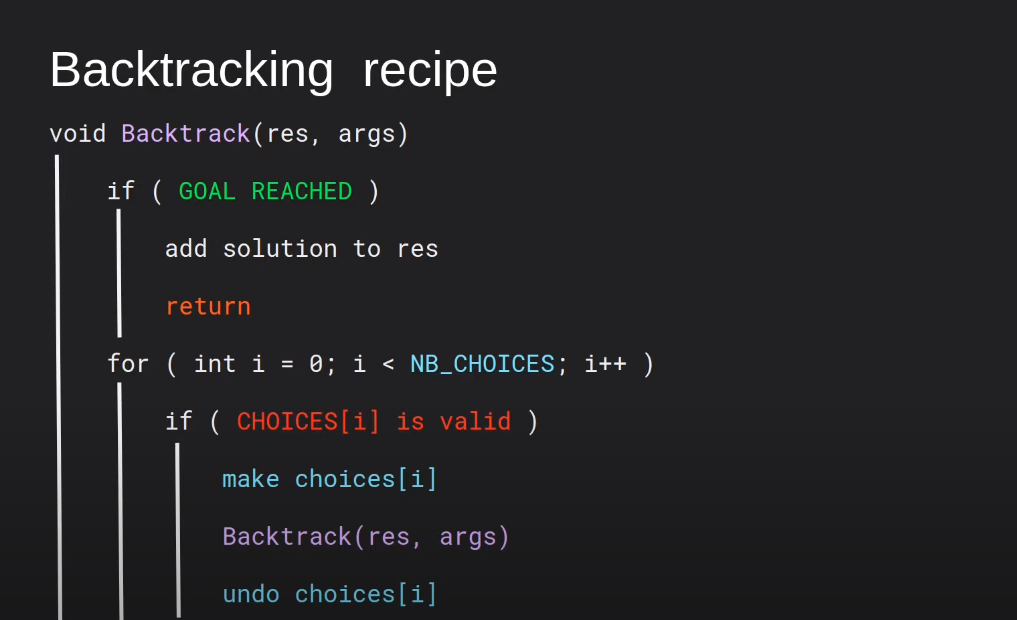 Backtracking recipe
void Backtrack(res, args)
if ( GOAL REACHED )
add solution to res
return
for ( int i = 0; i < NB_CHOICES; i++ )
if ( CHOICES[i] is valid )
make choices[i]
Backtrack(res, args)
undo choices[i]